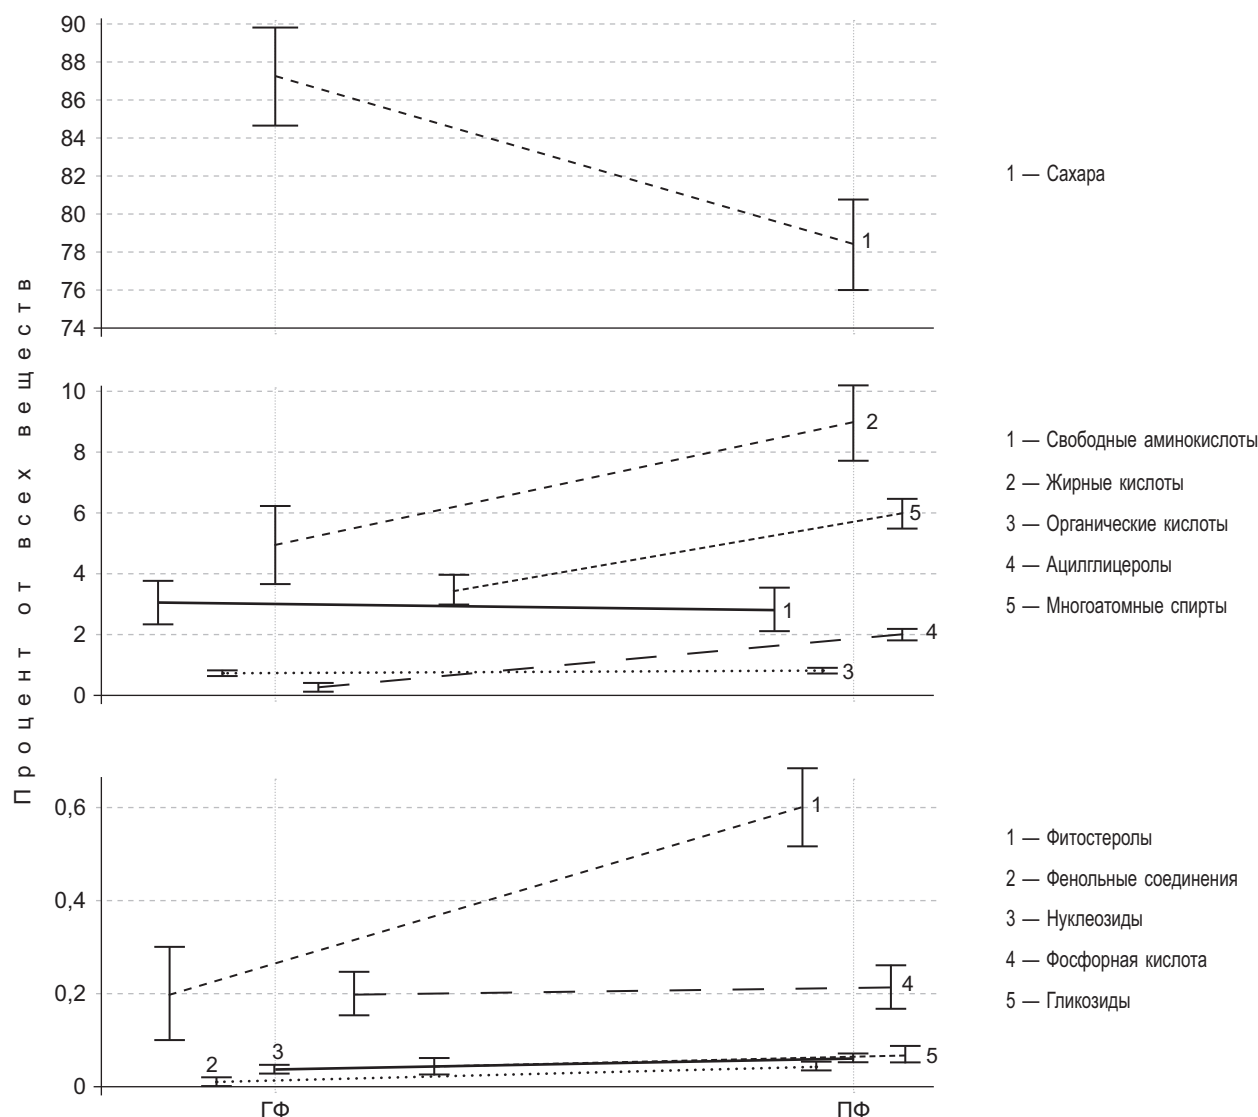 Процент от всех веществ
90
88
86
84
82
80
78
76
74
1
1 — Сахара
10
8
6
4
2
0
2
5
1
4
3
1 — Свободные аминокислоты
2 — Жирные кислоты
3 — Органические кислоты
4 — Ацилглицеролы
5 — Многоатомные спирты
0,6
0,4
0,2
0
1
4
2
3
5
1 — Фитостеролы
2 — Фенольные соединения
3 — Нуклеозиды
4 — Фосфорная кислота
5 — Гликозиды
ГФ ПФ